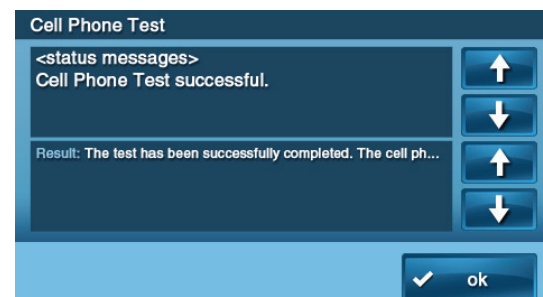 Cell Phone Test
<status messages>
Cell Phone Test successful.
Result: The test has been successfully completed. The cell ph...
ok